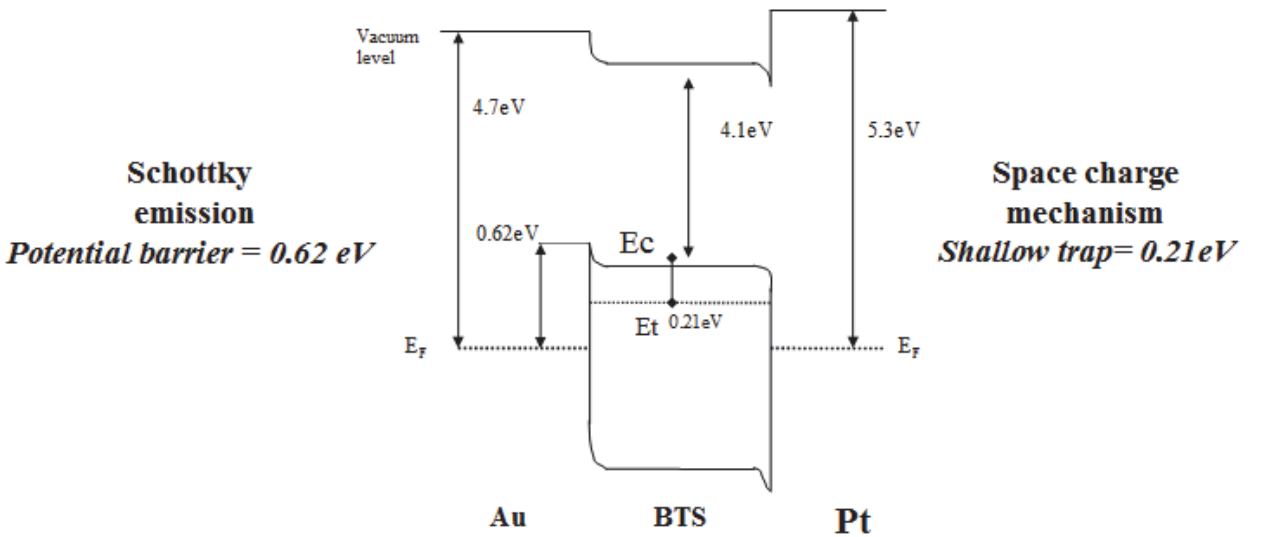 Vacuum
level
4.7eV
4.1eV
5.3eV
Schottky
emission
Potential barrier = 0.62 eV
Space charge
mechanism
Shallow trap= 0.21eV
0.62eV
Ec
Et 0.21eV
EF
EF
Au
BTS
Pt